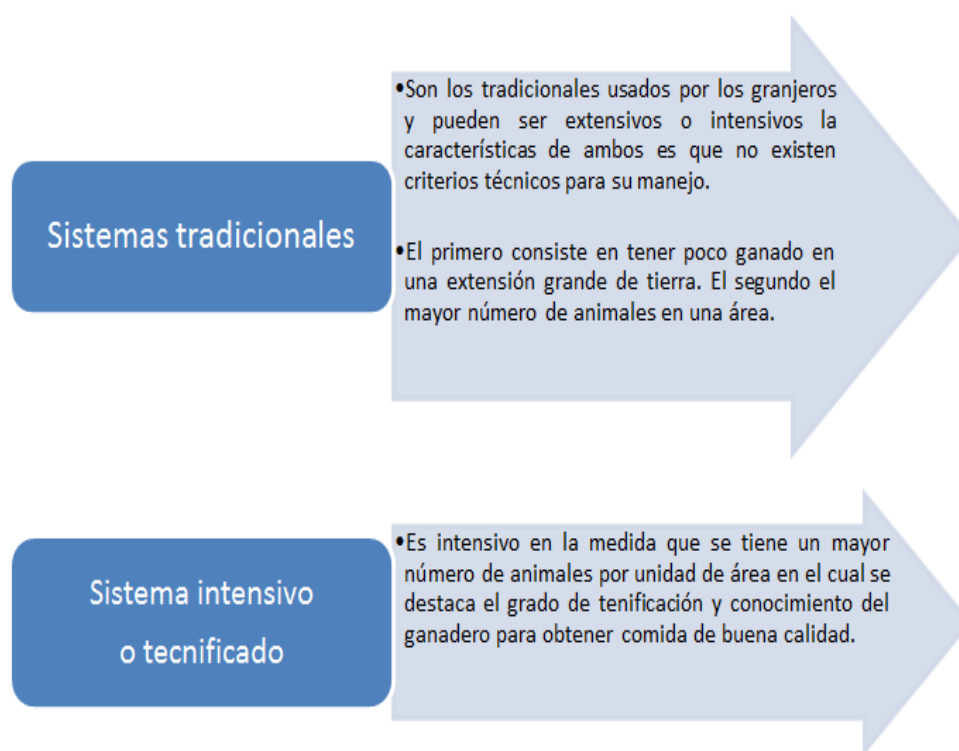 Sistemas tradicionales
•Son los tradicionales usados por los granjeros
y pueden ser extensivos o intensivos la
características de ambos es que no existen
criterios técnicos para su manejo.
•El primero consiste en tener poco ganado en
una extensión grande de tierra. El segundo el
mayor número de animales en una área.
Sistema intensivo
o tecnificado
•Es intensivo en la medida que se tiene un mayor
número de animales por unidad de área en el cual se
destaca el grado de tenificación y conocimiento del
ganadero para obtener comida de buena calidad.